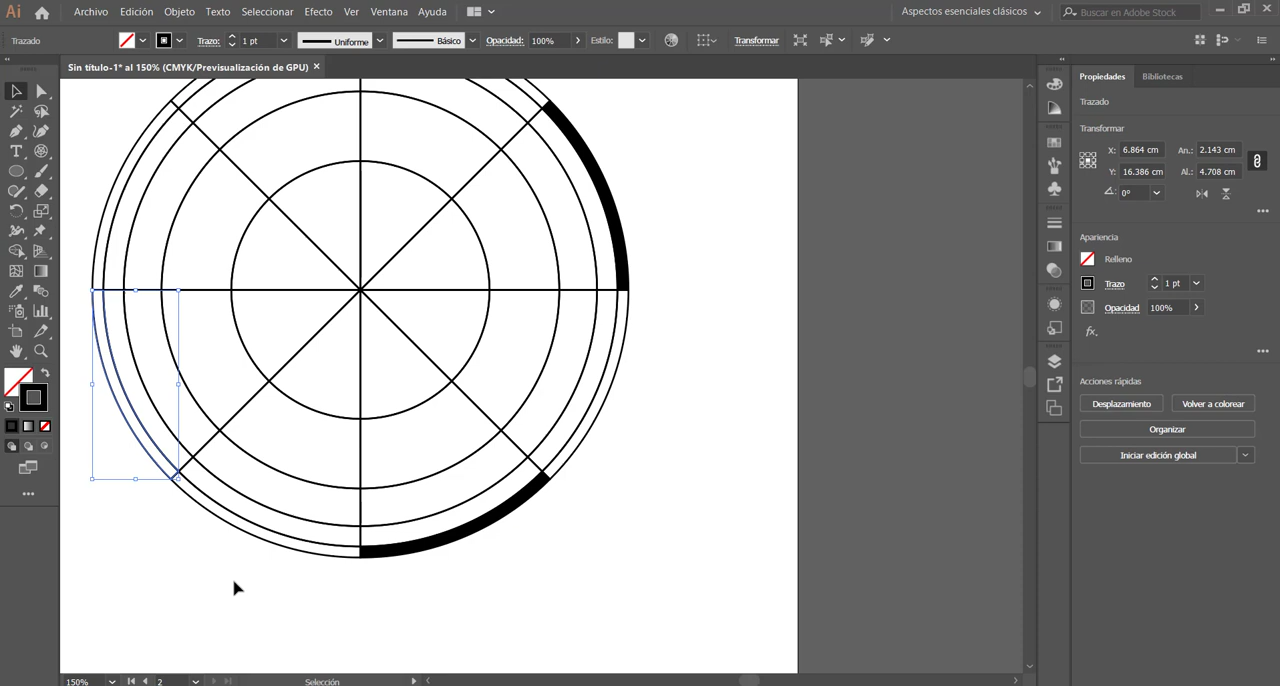 Ai Archivo Edición Objeto Texto Seleccionar Efecto Ver Ventana Ayuda Aspectos esenciales clásicos Buscar en Adobe Stock
Trazado Trazo: 1 pt Uniforme Básico Opacidad: 100% Estilo: Transformar
Sin título-1* al 150% (CMYK/Previsualización de GPU) ×
Propiedades Bibliotecas
Trazado
Transformar
X: 6.864 cm An.: 2.143 cm
Y: 16.386 cm Al.: 4.708 cm
0°
Apariencia
Relleno
Trazo 1 pt
Opacidad 100%
fx.
Acciones rápidas
Desplazamiento Volver a colorear
Organizar
Iniciar edición global
150% 2 Selección